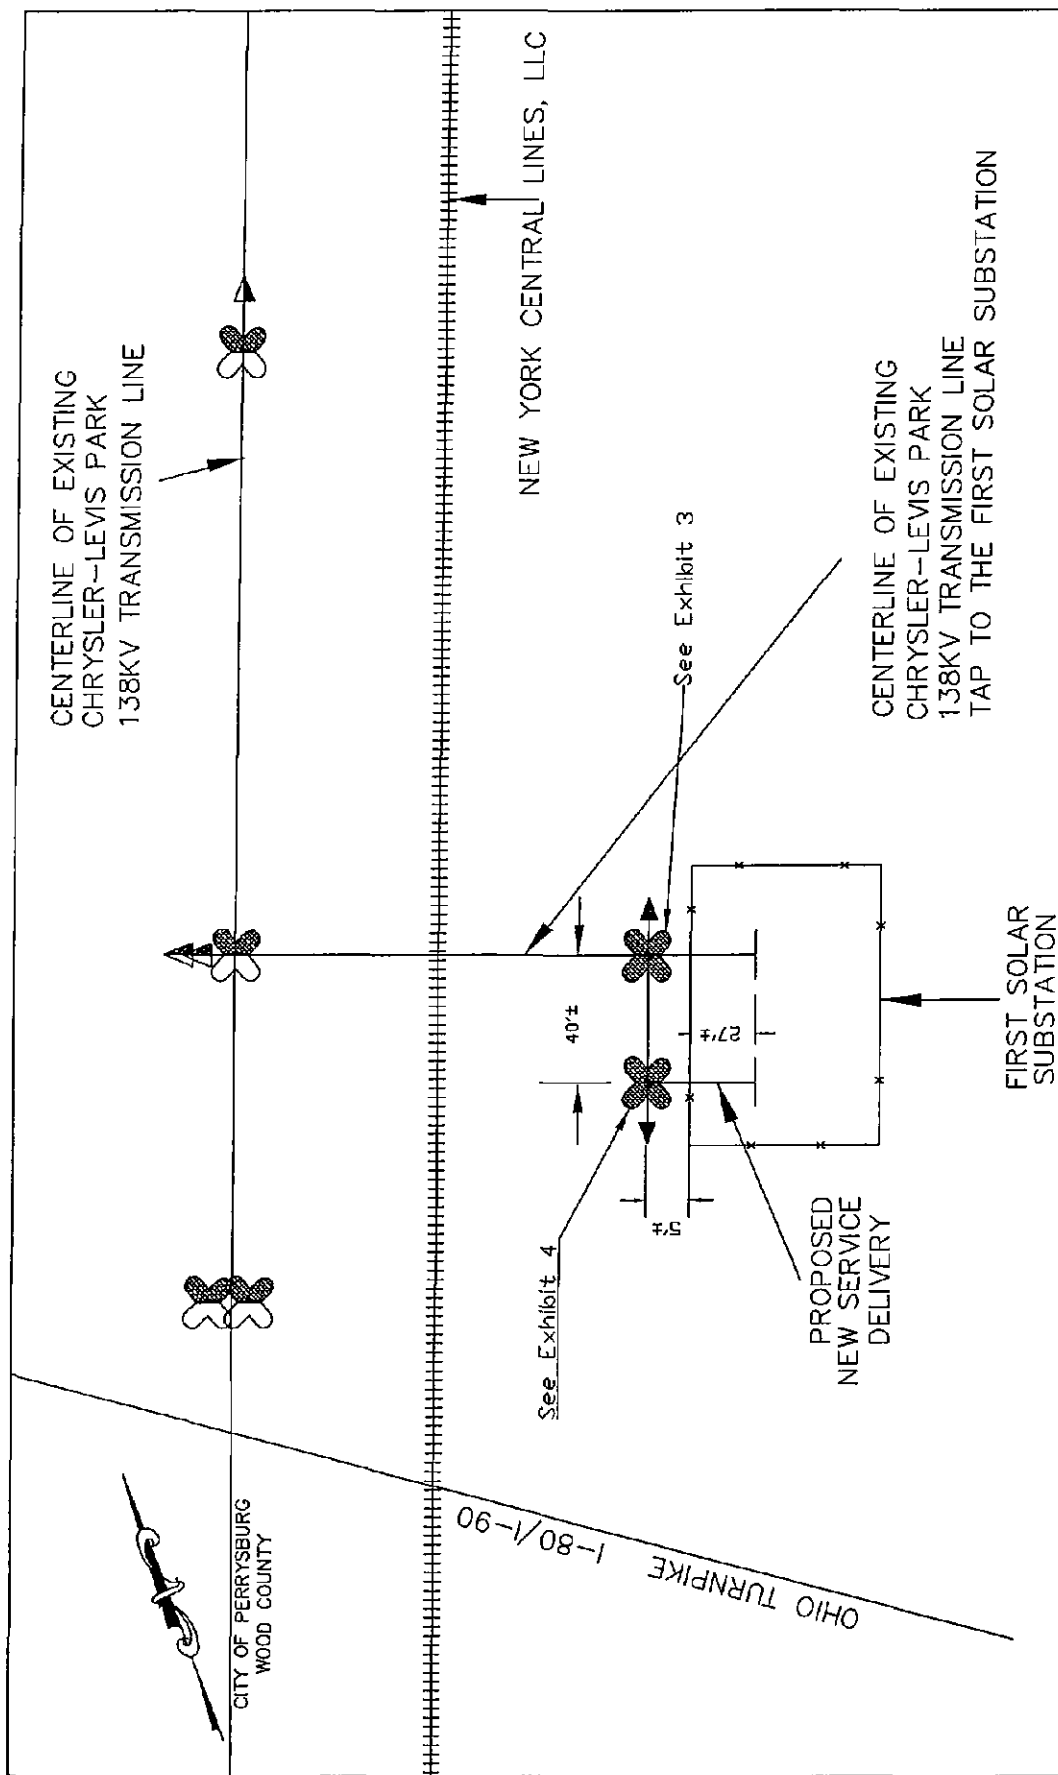 CENTERLINE OF EXISTING
CHRYSLER-LEVIS PARK
138KV TRANSMISSION LINE
NEW YORK CENTRAL LINES, LLC
CITY OF PERRYSBURG
WOOD COUNTY
OHIO TURNPIKE I-80/I-90
See Exhibit 3
See Exhibit 4
40'±
27'±
5'±
CENTERLINE OF EXISTING
CHRYSLER-LEVIS PARK
138KV TRANSMISSION LINE
TAP TO THE FIRST SOLAR SUBSTATION
PROPOSED
NEW SERVICE
DELIVERY
FIRST SOLAR
SUBSTATION